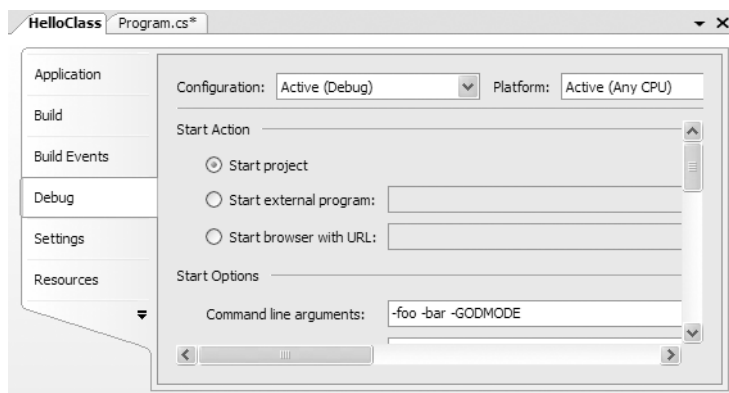 HelloClass Program.cs*
Application
Build
Build Events
Debug
Settings
Resources
Configuration: Active (Debug) Platform: Active (Any CPU)
Start Action
Start project
Start external program:
Start browser with URL:
Start Options
Command line arguments: -foo -bar -GODMODE